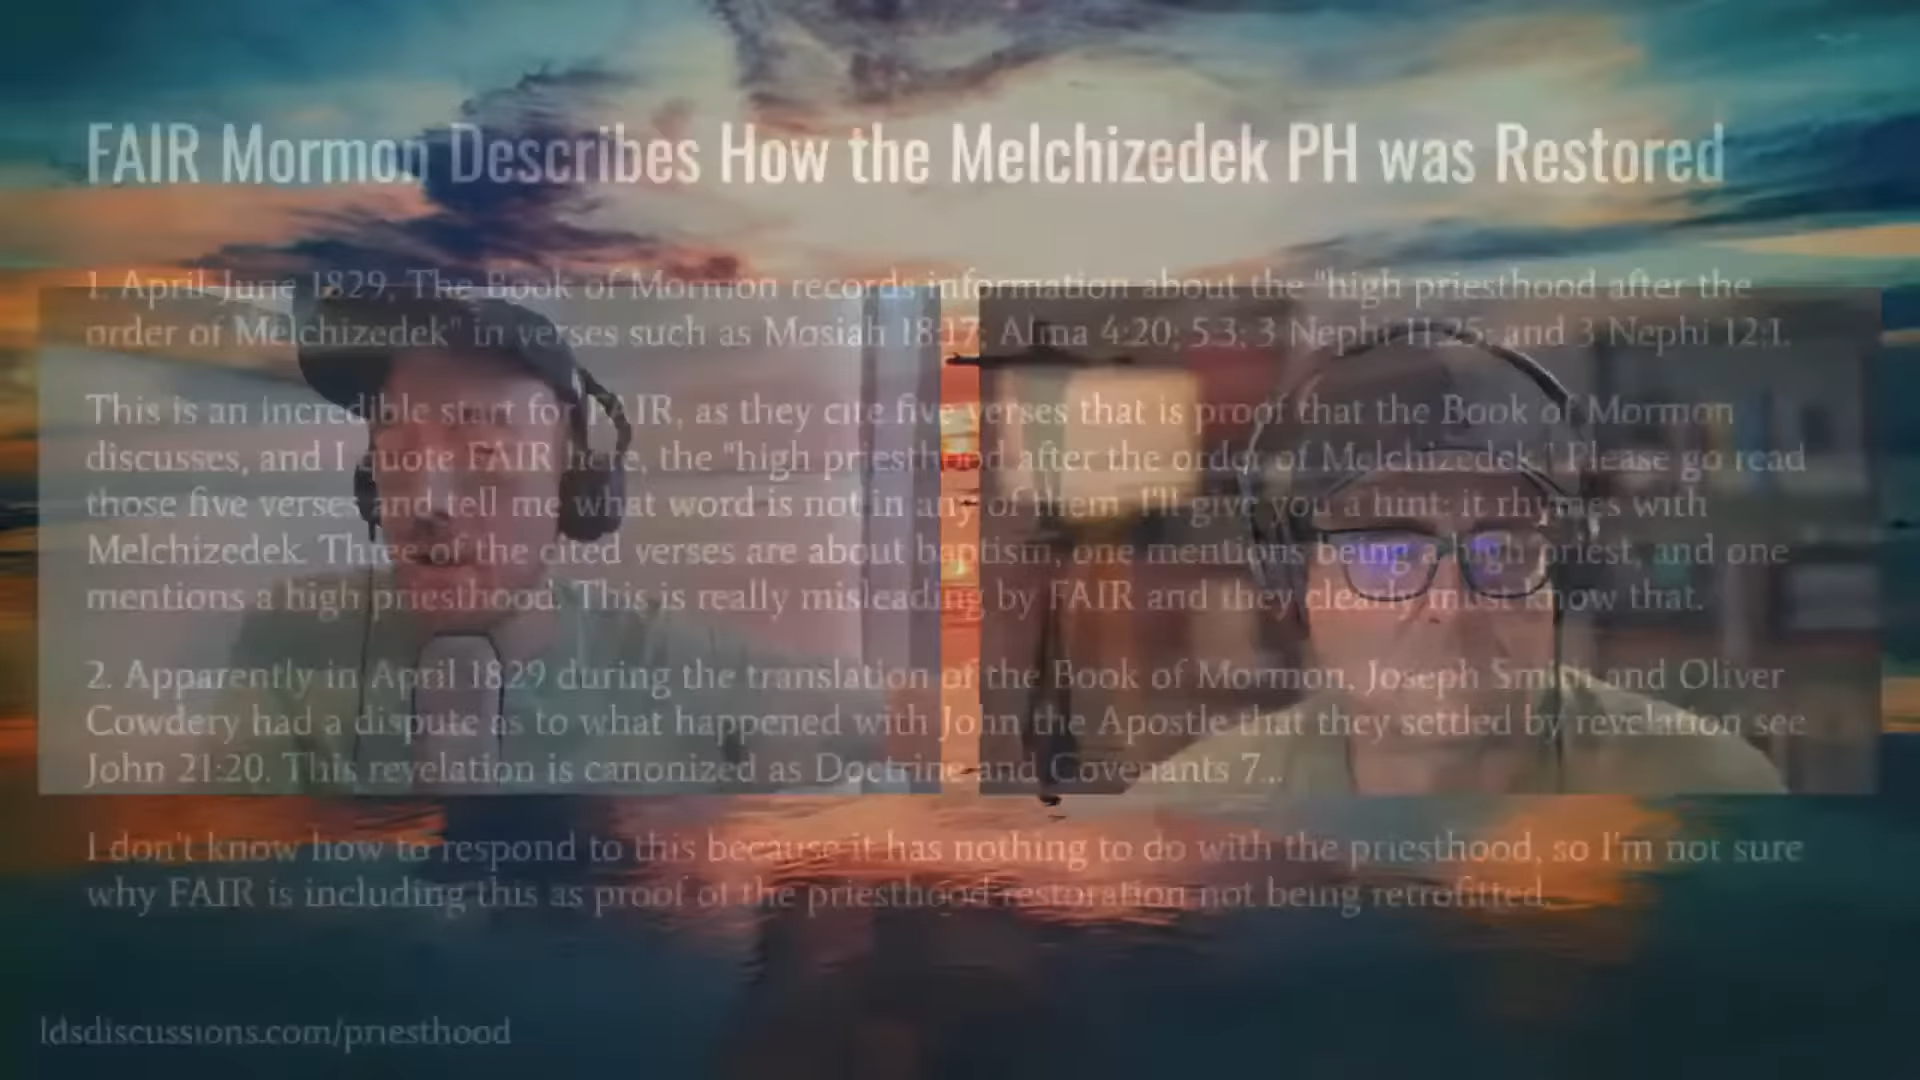 FAIR Mormon Describes How the Melchizedek PH was Restored
1. April-June 1829, The Book of Mormon records information about the "high priesthood after the
order of Melchizedek" in verses such as Mosiah 18:17; Alma 4:20; 5:3; 3 Nephi 11:25; and 3 Nephi 12:1.
This is an incredible start for FAIR, as they cite five verses that is proof that the Book of Mormon
discusses, and I quote FAIR here, the "high priesthood after the order of Melchizedek." Please go read
those five verses and tell me what word is not in any of them. I'll give you a hint: it rhymes with
Melchizedek. Three of the cited verses are about baptism, one mentions being a high priest, and one
mentions a high priesthood. This is really misleading by FAIR and they clearly must know that.
2. Apparently in April 1829 during the translation of the Book of Mormon, Joseph Smith and Oliver
Cowdery had a dispute as to what happened with John the Apostle that they settled by revelation see
John 21:20. This revelation is canonized as Doctrine and Covenants 7...
I don't know how to respond to this because it has nothing to do with the priesthood, so I'm not sure
why FAIR is including this as proof of the priesthood restoration not being retrofitted.
ldsdiscussions.com/priesthood